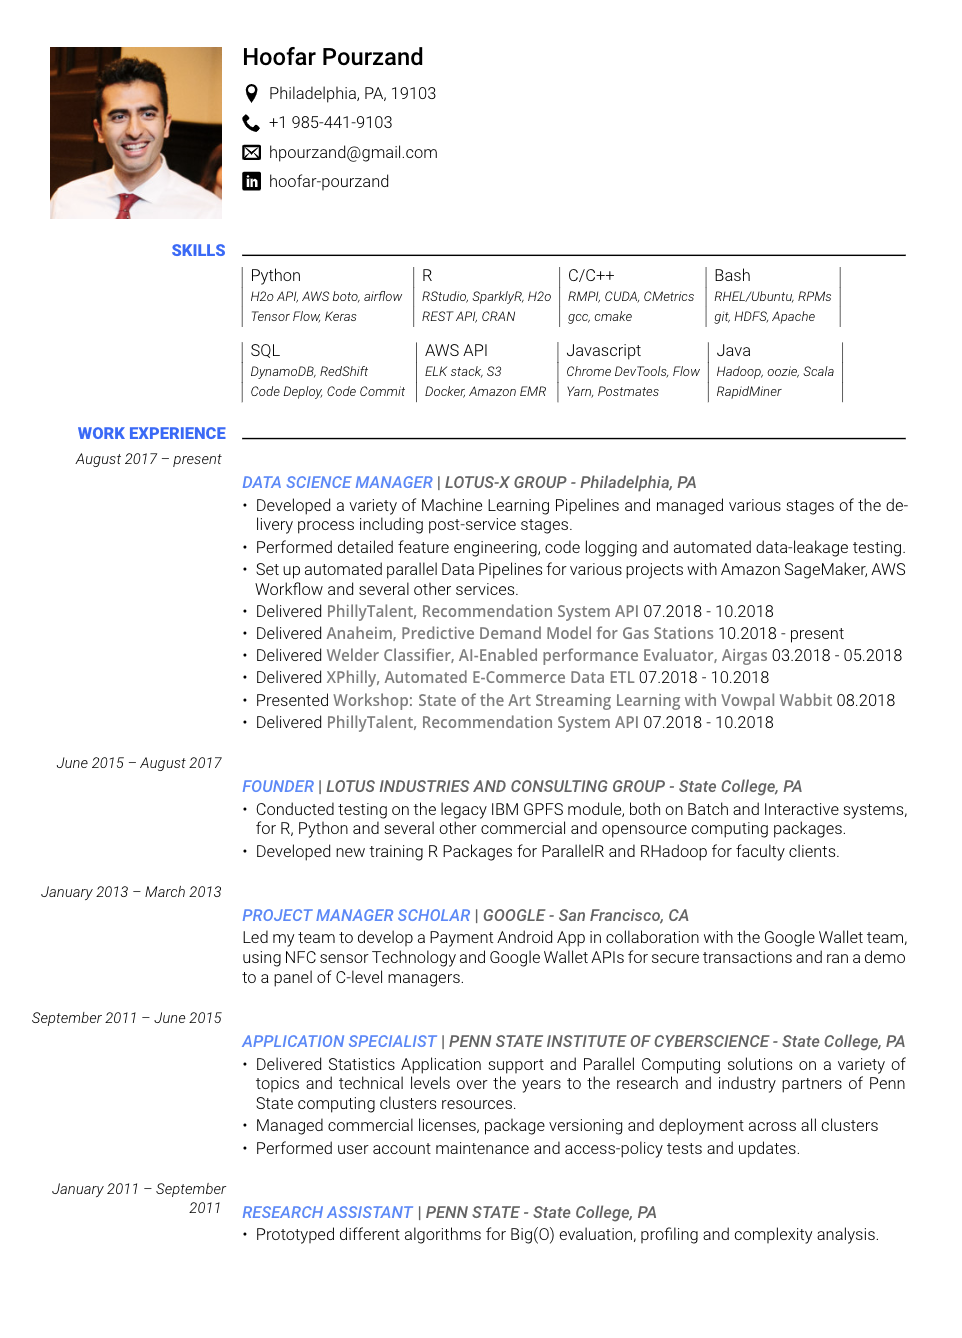 Hoofar Pourzand
Philadelphia, PA, 19103
+1 985-441-9103
hpourzand@gmail.com
in hoofar-pourzand
SKILLS
Python
H2o API, AWS boto, airflow
Tensor Flow, Keras
R
RStudio, SparklyR, H2o
REST API, CRAN
C/C++
RMPI, CUDA, CMetrics
gcc, cmake
Bash
RHEL/Ubuntu, RPMs
git, HDFS, Apache
SQL
DynamoDB, RedShift
Code Deploy, Code Commit
AWS API
ELK stack, S3
Docker, Amazon EMR
Javascript
Chrome DevTools, Flow
Yarn, Postmates
Java
Hadoop, oozie, Scala
RapidMiner
WORK EXPERIENCE
August 2017 – present
DATA SCIENCE MANAGER | LOTUS-X GROUP - Philadelphia, PA
• Developed a variety of Machine Learning Pipelines and managed various stages of the de-
livery process including post-service stages.
• Performed detailed feature engineering, code logging and automated data-leakage testing.
• Set up automated parallel Data Pipelines for various projects with Amazon SageMaker, AWS
Workflow and several other services.
• Delivered PhillyTalent, Recommendation System API 07.2018 - 10.2018
• Delivered Anaheim, Predictive Demand Model for Gas Stations 10.2018 - present
• Delivered Welder Classifier, AI-Enabled performance Evaluator, Airgas 03.2018 - 05.2018
• Delivered XPhilly, Automated E-Commerce Data ETL 07.2018 - 10.2018
• Presented Workshop: State of the Art Streaming Learning with Vowpal Wabbit 08.2018
• Delivered PhillyTalent, Recommendation System API 07.2018 - 10.2018
June 2015 – August 2017
FOUNDER | LOTUS INDUSTRIES AND CONSULTING GROUP - State College, PA
• Conducted testing on the legacy IBM GPFS module, both on Batch and Interactive systems,
for R, Python and several other commercial and opensource computing packages.
• Developed new training R Packages for ParallelR and RHadoop for faculty clients.
January 2013 – March 2013
PROJECT MANAGER SCHOLAR | GOOGLE - San Francisco, CA
Led my team to develop a Payment Android App in collaboration with the Google Wallet team,
using NFC sensor Technology and Google Wallet APIs for secure transactions and ran a demo
to a panel of C-level managers.
September 2011 – June 2015
APPLICATION SPECIALIST | PENN STATE INSTITUTE OF CYBERSCIENCE - State College, PA
• Delivered Statistics Application support and Parallel Computing solutions on a variety of
topics and technical levels over the years to the research and industry partners of Penn
State computing clusters resources.
• Managed commercial licenses, package versioning and deployment across all clusters
• Performed user account maintenance and access-policy tests and updates.
January 2011 – September
2011
RESEARCH ASSISTANT | PENN STATE - State College, PA
• Prototyped different algorithms for Big(O) evaluation, profiling and complexity analysis.